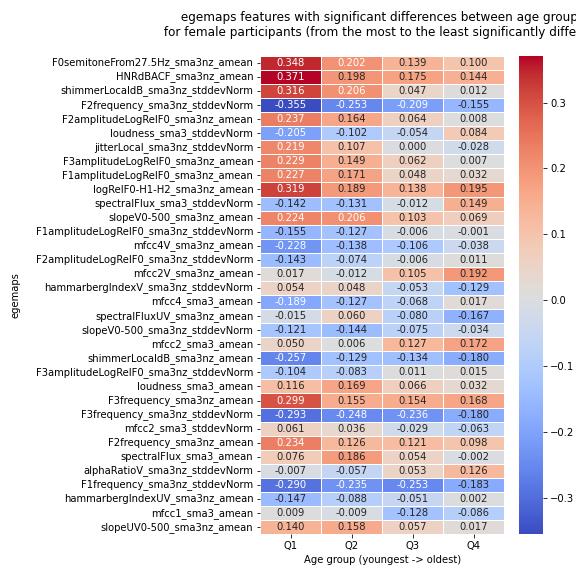 egemaps features with significant differences between age group
for female participants (from the most to the least significantly diffe
F0semitoneFrom27.5Hz_sma3nz_amean 0.348 0.202 0.139 0.100
HNRdBACF_sma3nz_amean 0.371 0.198 0.175 0.144
shimmerLocaldB_sma3nz_stddevNorm 0.316 0.206 0.047 0.012
F2frequency_sma3nz_stddevNorm -0.355 -0.253 -0.209 -0.155
F2amplitudeLogRelF0_sma3nz_amean 0.237 0.164 0.064 0.008
loudness_sma3_stddevNorm -0.205 -0.102 -0.054 0.084
jitterLocal_sma3nz_stddevNorm 0.219 0.107 0.000 -0.028
F3amplitudeLogRelF0_sma3nz_amean 0.229 0.149 0.062 0.007
F1amplitudeLogRelF0_sma3nz_amean 0.227 0.171 0.048 0.032
logRelF0-H1-H2_sma3nz_amean 0.319 0.189 0.138 0.195
spectralFlux_sma3_stddevNorm -0.142 -0.131 -0.012 0.149
slopeV0-500_sma3nz_amean 0.224 0.206 0.103 0.069
F1amplitudeLogRelF0_sma3nz_stddevNorm -0.155 -0.127 -0.006 -0.001
mfcc4V_sma3nz_amean -0.228 -0.138 -0.106 -0.038
F2amplitudeLogRelF0_sma3nz_stddevNorm -0.143 -0.074 -0.006 0.011
mfcc2V_sma3nz_amean 0.017 -0.012 0.105 0.192
hammarbergIndexV_sma3nz_stddevNorm 0.054 0.048 -0.053 -0.129
mfcc4_sma3_amean -0.189 -0.127 -0.068 0.017
spectralFluxUV_sma3nz_amean -0.015 0.060 -0.080 -0.167
slopeV0-500_sma3nz_stddevNorm -0.121 -0.144 -0.075 -0.034
mfcc2_sma3_amean 0.050 0.006 0.127 0.172
shimmerLocaldB_sma3nz_amean -0.257 -0.129 -0.134 -0.180
F3amplitudeLogRelF0_sma3nz_stddevNorm -0.104 -0.083 0.011 0.015
loudness_sma3_amean 0.116 0.169 0.066 0.032
F3frequency_sma3nz_amean 0.299 0.155 0.154 0.168
F3frequency_sma3nz_stddevNorm -0.293 -0.248 -0.236 -0.180
mfcc2_sma3_stddevNorm 0.061 0.036 -0.029 -0.063
F2frequency_sma3nz_amean 0.234 0.126 0.121 0.098
spectralFlux_sma3_amean 0.076 0.186 0.054 -0.002
alphaRatioV_sma3nz_stddevNorm -0.007 -0.057 0.053 0.126
F1frequency_sma3nz_stddevNorm -0.290 -0.235 -0.253 -0.183
hammarbergIndexUV_sma3nz_amean -0.147 -0.088 -0.051 0.002
mfcc1_sma3_amean 0.009 -0.009 -0.128 -0.086
slopeUV0-500_sma3nz_amean 0.140 0.158 0.057 0.017
Q1 Q2 Q3 Q4
Age group (youngest -> oldest)
egemaps
0.3
0.2
0.1
0.0
−0.1
−0.2
−0.3